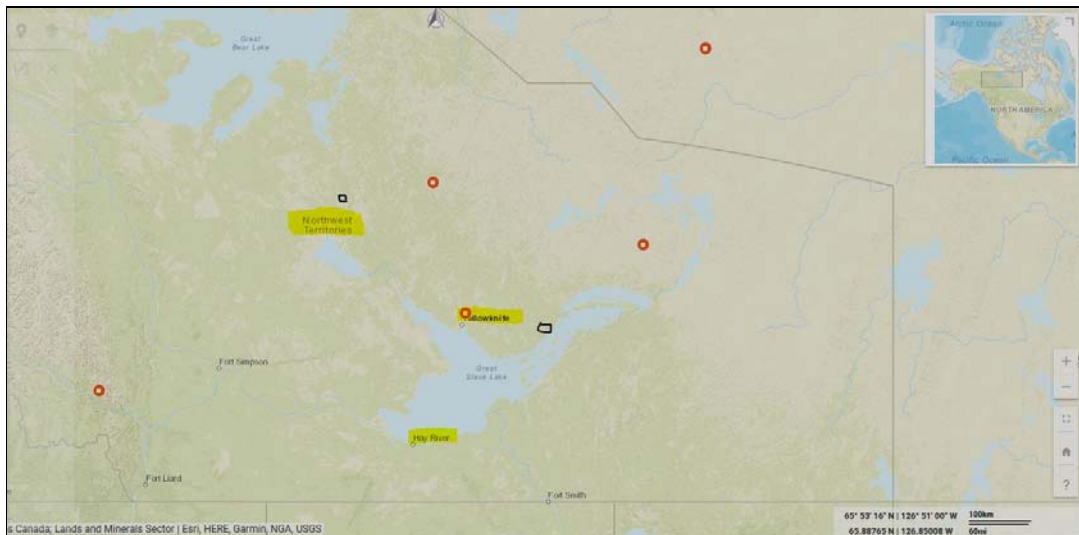 Great
Bear Lake
Arctic Ocean
NORTH AMERICA
Pacific Ocean
Northwest
Territories
Yellowknife
Great
Slave Lake
Fort Simpson
Hay River
Fort Liard
Fort Smith
+
−
?
s Canada; Lands and Minerals Sector | Esri, HERE, Garmin, NGA, USGS
65° 53' 16" N | 126° 51' 00" W 100km
65.88765 N | 126.85008 W 60mi